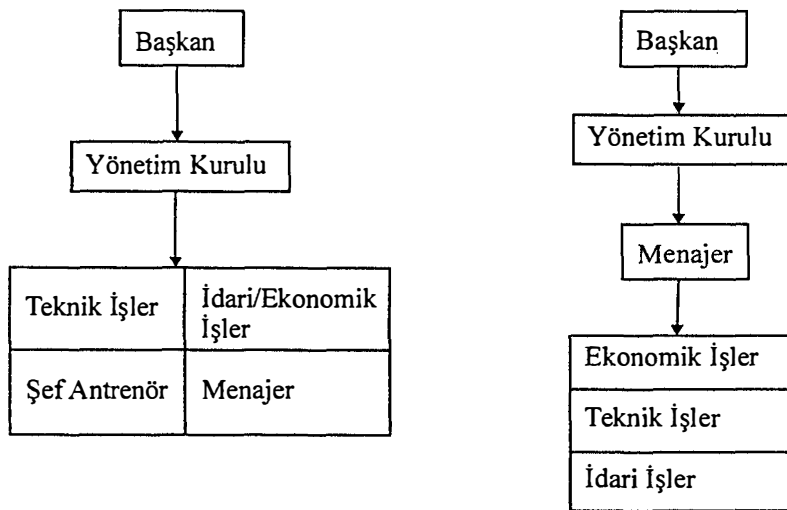 Başkan
Yönetim Kurulu
Teknik İşler
İdari/Ekonomik
İşler
Şef Antrenör
Menajer
Başkan
Yönetim Kurulu
Menajer
Ekonomik İşler
Teknik İşler
İdari İşler